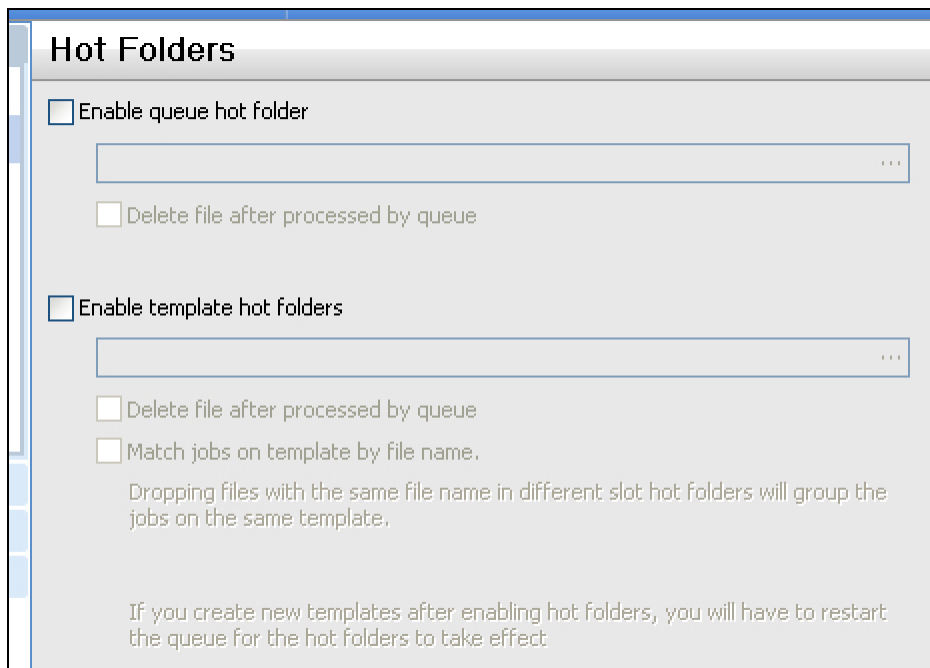 Hot Folders
Enable queue hot folder
...
Delete file after processed by queue
Enable template hot folders
...
Delete file after processed by queue
Match jobs on template by file name.
Dropping files with the same file name in different slot hot folders will group the
jobs on the same template.
If you create new templates after enabling hot folders, you will have to restart
the queue for the hot folders to take effect